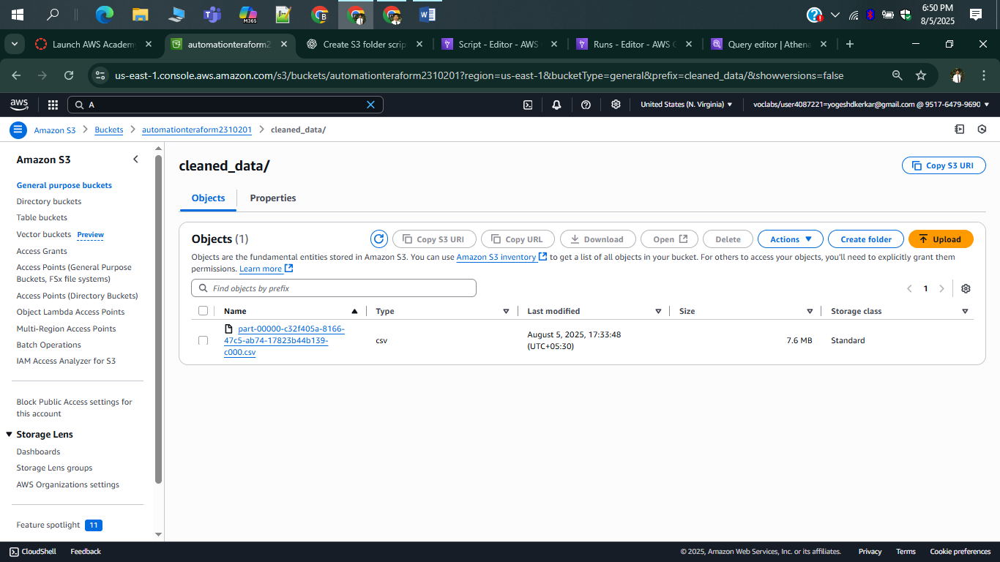 6:50 PM
8/5/2025
Launch AWS Academy
automationteraform2
Create S3 folder scrip
Script - Editor - AWS
Runs - Editor - AWS
Query editor | Athena
us-east-1.console.aws.amazon.com/s3/buckets/automationteraform2310201?region=us-east-1&bucketType=general&prefix=cleaned_data/&showversions=false
aws
A
United States (N. Virginia)
voclabs/user4087221=yogeshdkerkar@gmail.com @ 9517-6479-9690
Amazon S3
Buckets
automationteraform2310201
cleaned_data/
Amazon S3
General purpose buckets
Directory buckets
Table buckets
Vector buckets Preview
Access Grants
Access Points (General Purpose
Buckets, FSx file systems)
Access Points (Directory Buckets)
Object Lambda Access Points
Multi-Region Access Points
Batch Operations
IAM Access Analyzer for S3
Block Public Access settings for
this account
Storage Lens
Dashboards
Storage Lens groups
AWS Organizations settings
Feature spotlight 11
cleaned_data/
Copy S3 URI
Objects
Properties
Objects (1)
Copy S3 URI
Copy URL
Download
Open
Delete
Actions
Create folder
Upload
Objects are the fundamental entities stored in Amazon S3. You can use Amazon S3 inventory to get a list of all objects in your bucket. For others to access your objects, you'll need to explicitly grant them
permissions. Learn more
Find objects by prefix
1
Name
Type
Last modified
Size
Storage class
part-00000-c32f405a-8166-
47c5-ab74-17823b44b139-
c000.csv
csv
August 5, 2025, 17:33:48
(UTC+05:30)
7.6 MB
Standard
CloudShell
Feedback
© 2025, Amazon Web Services, Inc. or its affiliates.
Privacy
Terms
Cookie preferences